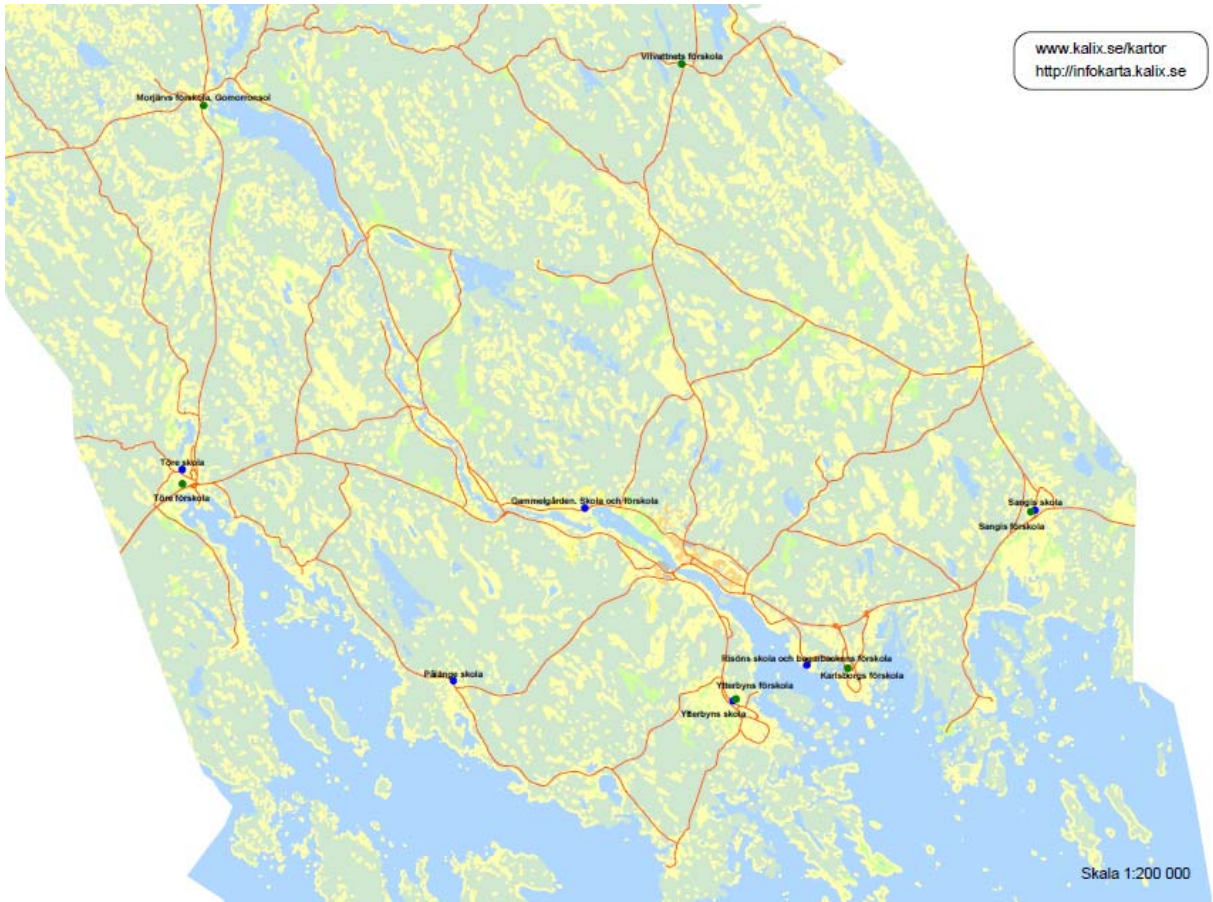 www.kalix.se/kartor
http://infokarta.kalix.se
Vitvattnets förskola
Morjärvs förskola, Gomorronsol
Töre skola
Töre förskola
Gammelgården. Skola och förskola
Sangis skola
Sangis förskola
Risöns skola och förskola
Karlsborgs förskola
Pålänge skola
Ytterbyns förskola
Ytterbyns skola
Skala 1:200 000